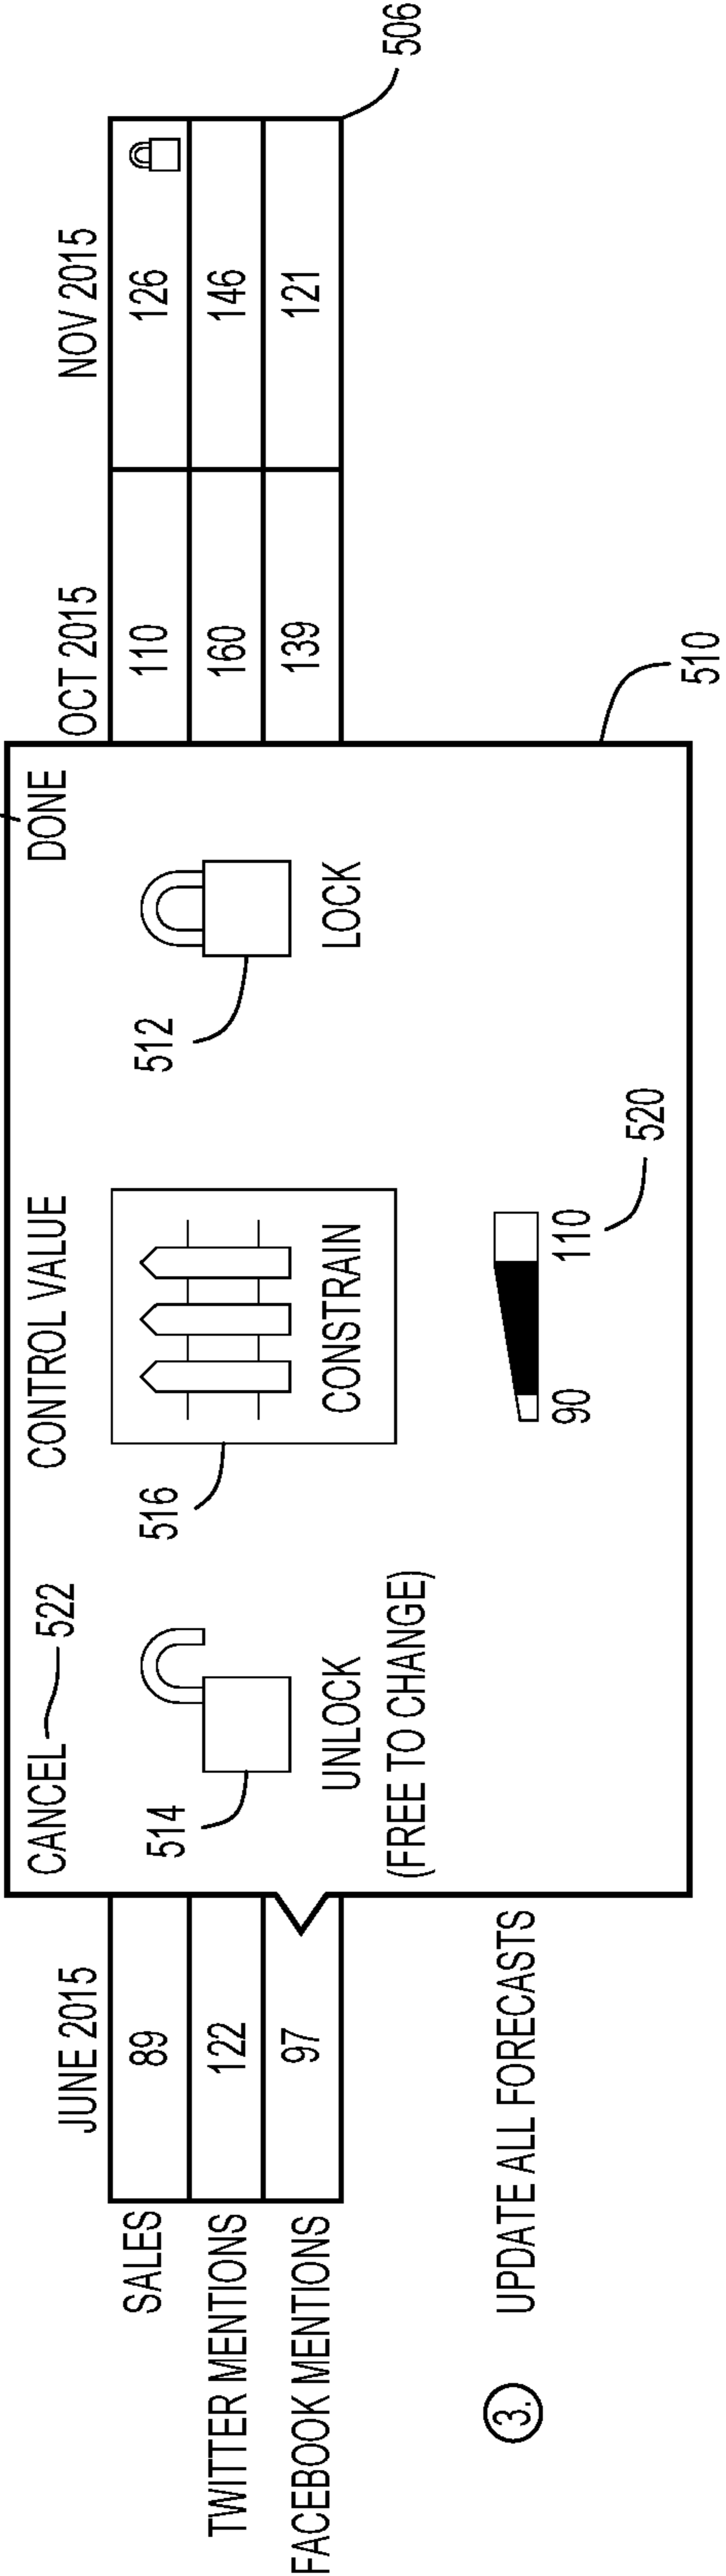 JUNE 2015 OCT 2015 NOV 2015
SALES 89 110 126
TWITTER MENTIONS 122 160 146
FACEBOOK MENTIONS 97 139 121
506
CANCEL 522 CONTROL VALUE DONE
514 516 512
UNLOCK CONSTRAIN LOCK
(FREE TO CHANGE)
90 110
520
510
3. UPDATE ALL FORECASTS